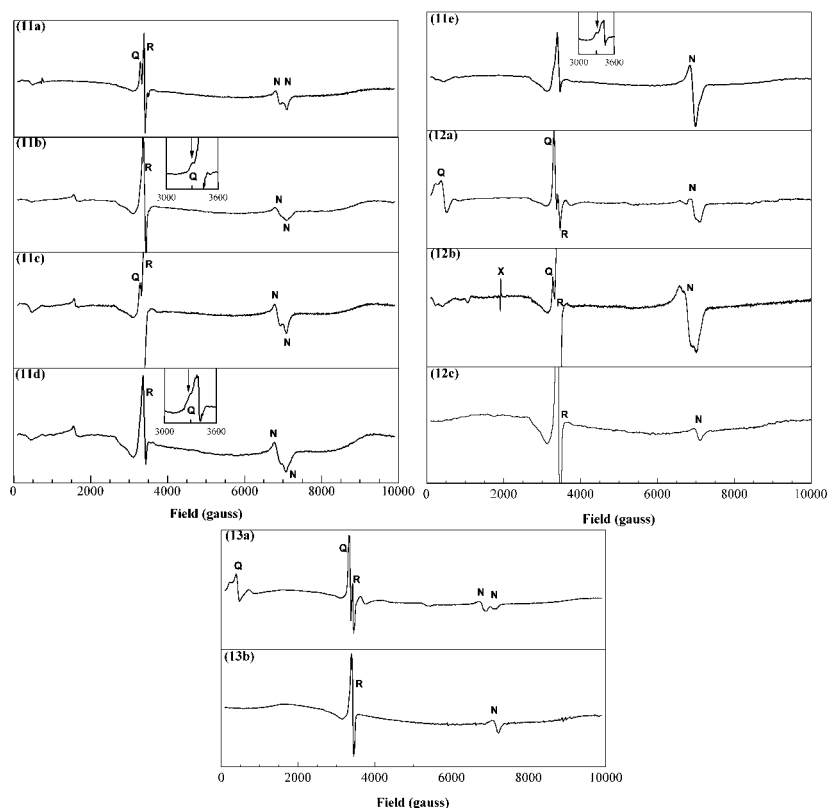 (11a)
Q
R
N N
(11b)
R
Q
3000 3600
N
N
(11c)
R
Q
N
N
(11d)
R
Q
3000 3600
N
N
0 2000 4000 6000 8000 10000
Field (gauss)
(11e)
3000 3600
N
(12a)
Q
Q
R
N
(12b)
X
Q
R
N
(12c)
R
N
0 2000 4000 6000 8000 10000
Field (gauss)
(13a)
Q
Q
R
N N
(13b)
R
N
0 2000 4000 6000 8000 10000
Field (gauss)